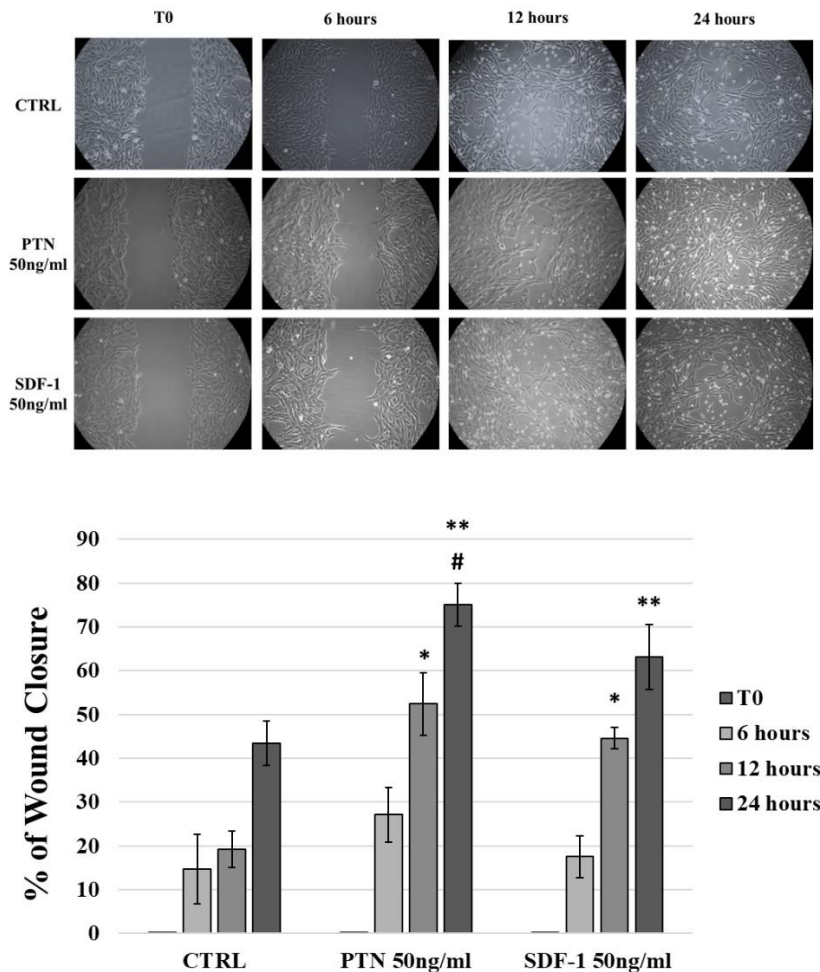 T0 6 hours 12 hours 24 hours
CTRL
PTN
50ng/ml
SDF-1
50ng/ml
% of Wound Closure
90
80
70
60
50
40
30
20
10
0
**
#
*
**
*
T0
6 hours
12 hours
24 hours
CTRL PTN 50ng/ml SDF-1 50ng/ml